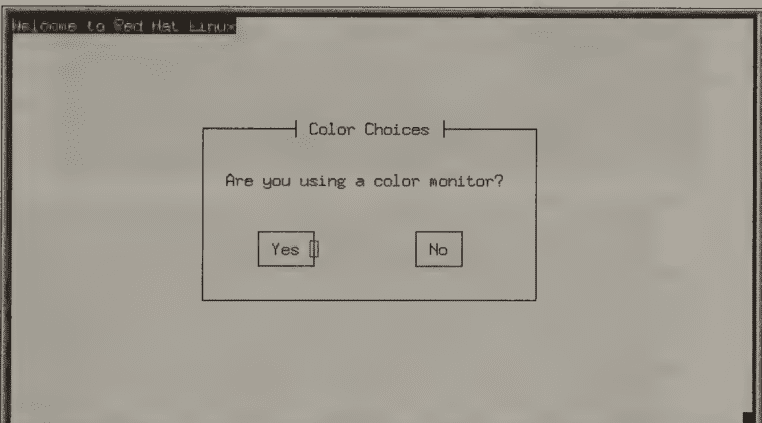 Welcome to Red Hat Linux
Color Choices
Are you using a color monitor?
Yes
No